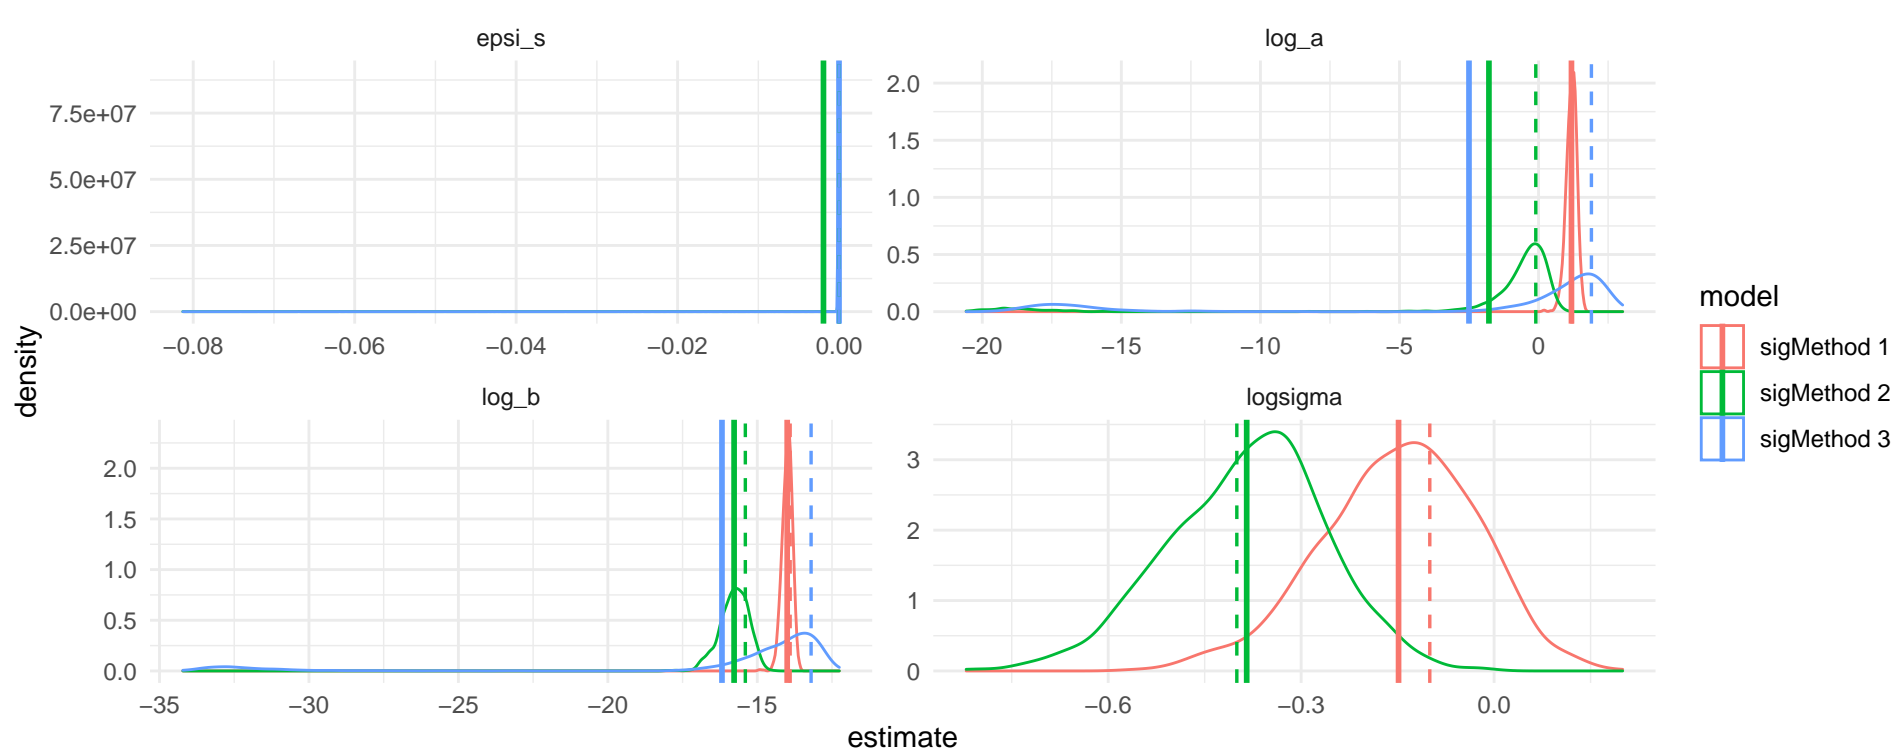 epsi_s
log_a
7.5e+07
5.0e+07
2.5e+07
0.0e+00
−0.08 −0.06 −0.04 −0.02 0.00
2.0
1.5
1.0
0.5
0.0
−20 −15 −10 −5 0
log_b
logsigma
2.0
1.5
1.0
0.5
0.0
−35 −30 −25 −20 −15
3
2
1
0
−0.6 −0.3 0.0
density
estimate
model
sigMethod 1
sigMethod 2
sigMethod 3